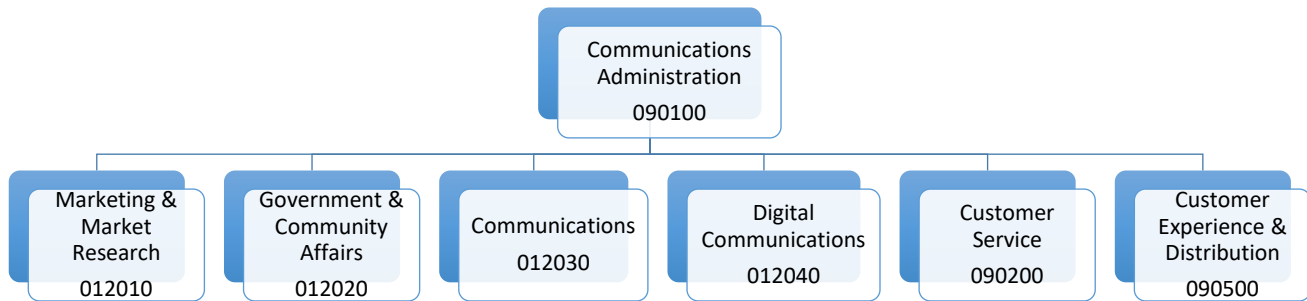 Communications
Administration
090100
Marketing &
Market
Research
012010
Government &
Community
Affairs
012020
Communications
012030
Digital
Communications
012040
Customer
Service
090200
Customer
Experience &
Distribution
090500